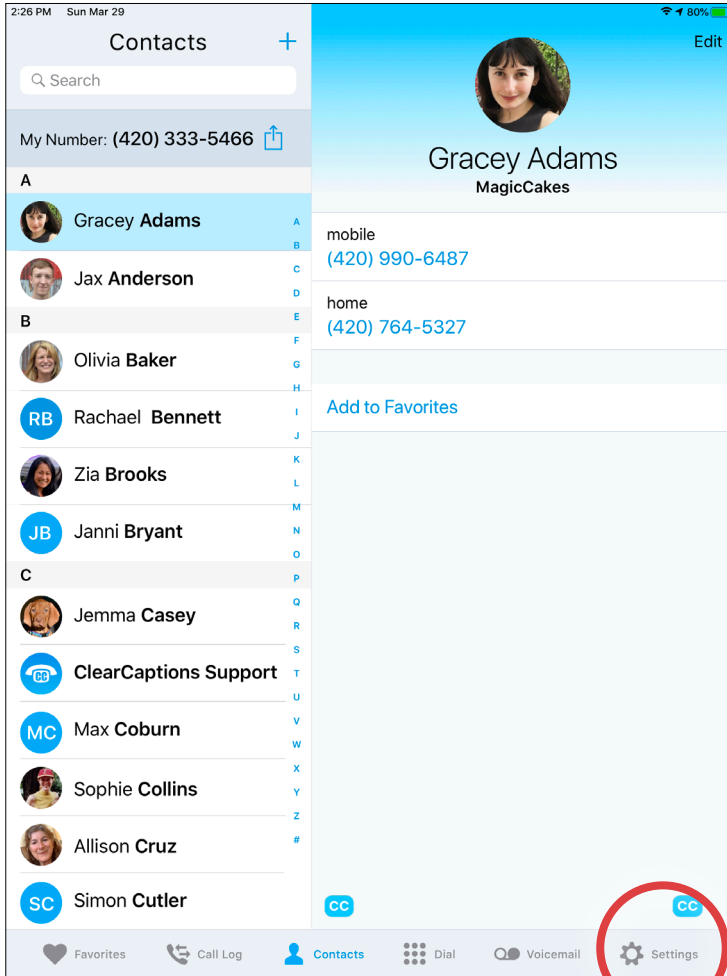 2:26 PM Sun Mar 29
80%
Contacts +
Search
My Number: (420) 333-5466
A
Gracey Adams
Jax Anderson
B
Olivia Baker
RB Rachael Bennett
Zia Brooks
JB Janni Bryant
C
Jemma Casey
CC ClearCaptions Support
MC Max Coburn
Sophie Collins
Allison Cruz
SC Simon Cutler
A
B
C
D
E
F
G
H
I
J
K
L
M
N
O
P
Q
R
S
T
U
V
W
X
Y
Z
#
Edit
Gracey Adams
MagicCakes
mobile
(420) 990-6487
home
(420) 764-5327
Add to Favorites
CC CC
Favorites Call Log Contacts Dial Voicemail Settings